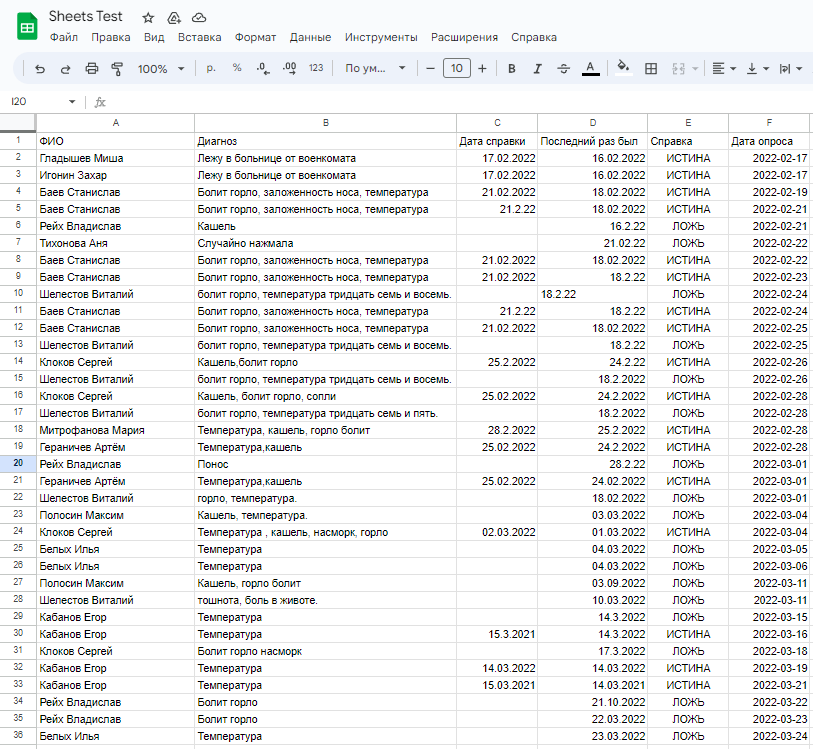 Sheets Test
Файл Правка Вид Вставка Формат Данные Инструменты Расширения Справка
100% р. % .0 .00 123 По ум... − 10 + B I A
I20 fx
A B C D E F
1 ФИО Диагноз Дата справки Последний раз был Справка Дата опроса
2 Гладышев Миша Лежу в больнице от военкомата 17.02.2022 16.02.2022 ИСТИНА 2022-02-17
3 Игонин Захар Лежу в больнице от военкомата 17.02.2022 16.02.2022 ИСТИНА 2022-02-17
4 Баев Станислав Болит горло, заложенность носа, температура 21.02.2022 18.02.2022 ИСТИНА 2022-02-19
5 Баев Станислав Болит горло, заложенность носа, температура 21.2.22 18.02.2022 ИСТИНА 2022-02-21
6 Рейх Владислав Кашель 16.2.22 ЛОЖЬ 2022-02-21
7 Тихонова Аня Случайно нажмала 21.02.22 ЛОЖЬ 2022-02-22
8 Баев Станислав Болит горло, заложенность носа, температура 21.02.2022 18.02.2022 ИСТИНА 2022-02-22
9 Баев Станислав Болит горло, заложенность носа, температура 21.02.2022 18.2.22 ИСТИНА 2022-02-23
10 Шелестов Виталий болит горло, температура тридцать семь и восемь. 18.2.22 ЛОЖЬ 2022-02-24
11 Баев Станислав Болит горло, заложенность носа, температура 21.2.22 18.2.22 ИСТИНА 2022-02-24
12 Баев Станислав Болит горло, заложенность носа, температура 21.02.2022 18.02.2022 ИСТИНА 2022-02-25
13 Шелестов Виталий болит горло, температура тридцать семь и восемь. 18.2.22 ЛОЖЬ 2022-02-25
14 Клоков Сергей Кашель,болит горло 25.2.2022 24.2.22 ИСТИНА 2022-02-26
15 Шелестов Виталий болит горло, температура тридцать семь и восемь. 18.2.2022 ЛОЖЬ 2022-02-26
16 Клоков Сергей Кашель, болит горло, сопли 25.02.2022 24.2.2022 ИСТИНА 2022-02-28
17 Шелестов Виталий болит горло, температура тридцать семь и пять. 18.2.2022 ЛОЖЬ 2022-02-28
18 Митрофанова Мария Температура, кашель, горло болит 28.2.2022 25.2.2022 ИСТИНА 2022-02-28
19 Гераничев Артём Температура,кашель 25.02.2022 24.2.2022 ИСТИНА 2022-02-28
20 Рейх Владислав Понос 28.2.22 ЛОЖЬ 2022-03-01
21 Гераничев Артём Температура,кашель 25.02.2022 24.02.2022 ИСТИНА 2022-03-01
22 Шелестов Виталий горло, температура. 18.02.2022 ЛОЖЬ 2022-03-01
23 Полосин Максим Кашель, температура. 03.03.2022 ЛОЖЬ 2022-03-04
24 Клоков Сергей Температура , кашель, насморк, горло 02.03.2022 01.03.2022 ИСТИНА 2022-03-04
25 Белых Илья Температура 04.03.2022 ЛОЖЬ 2022-03-05
26 Белых Илья Температура 04.03.2022 ЛОЖЬ 2022-03-06
27 Полосин Максим Кашель, горло болит 03.09.2022 ЛОЖЬ 2022-03-11
28 Шелестов Виталий тошнота, боль в животе. 10.03.2022 ЛОЖЬ 2022-03-11
29 Кабанов Егор Температура 14.3.2022 ЛОЖЬ 2022-03-15
30 Кабанов Егор Температура 15.3.2021 14.3.2022 ИСТИНА 2022-03-16
31 Клоков Сергей Болит горло насморк 17.3.2022 ЛОЖЬ 2022-03-18
32 Кабанов Егор Температура 14.03.2022 14.03.2022 ИСТИНА 2022-03-19
33 Кабанов Егор Температура 15.03.2021 14.03.2021 ИСТИНА 2022-03-21
34 Рейх Владислав Болит горло 21.10.2022 ЛОЖЬ 2022-03-22
35 Рейх Владислав Болит горло 22.03.2022 ЛОЖЬ 2022-03-23
36 Белых Илья Температура 23.03.2022 ЛОЖЬ 2022-03-24